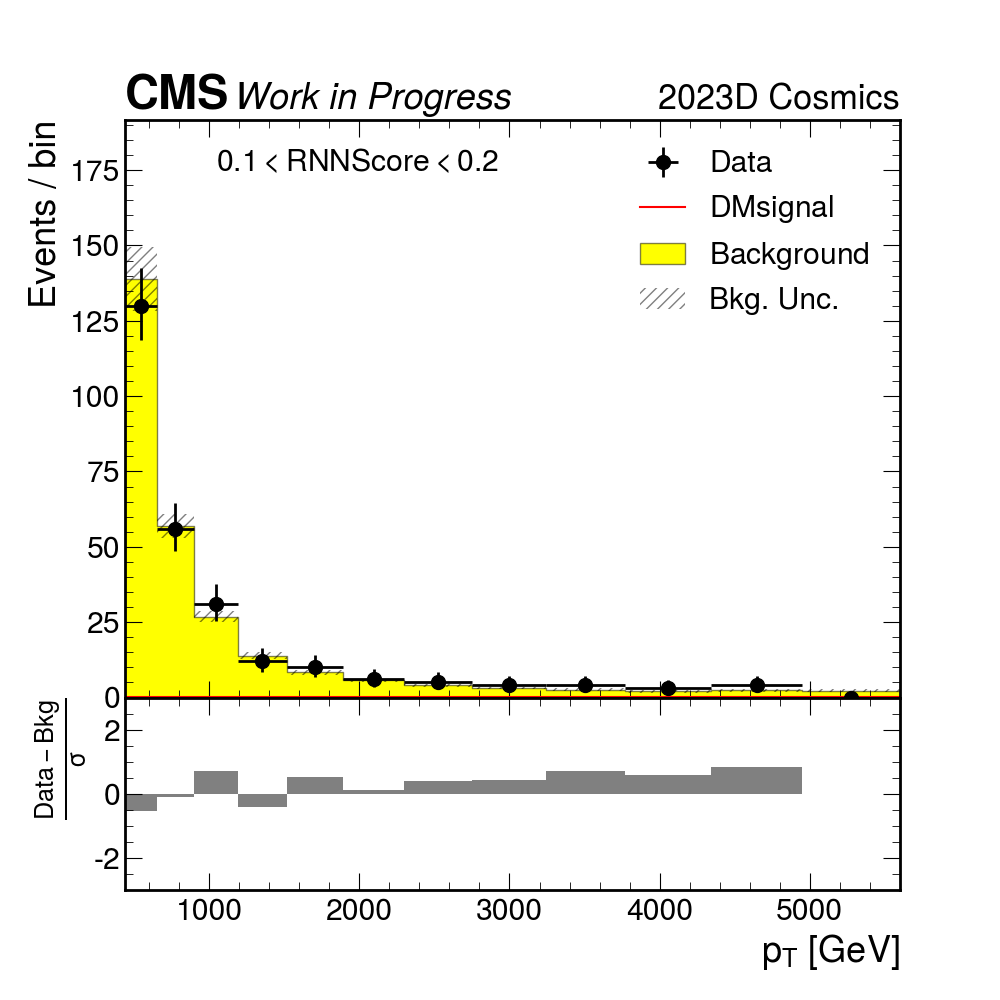 CMS Work in Progress 2023D Cosmics
0.1 < RNNScore < 0.2
Data
DMsignal
Background
Bkg. Unc.
Events / bin
175
150
125
100
75
50
25
0
Data – Bkg
σ
2
0
-2
1000 2000 3000 4000 5000
pT [GeV]